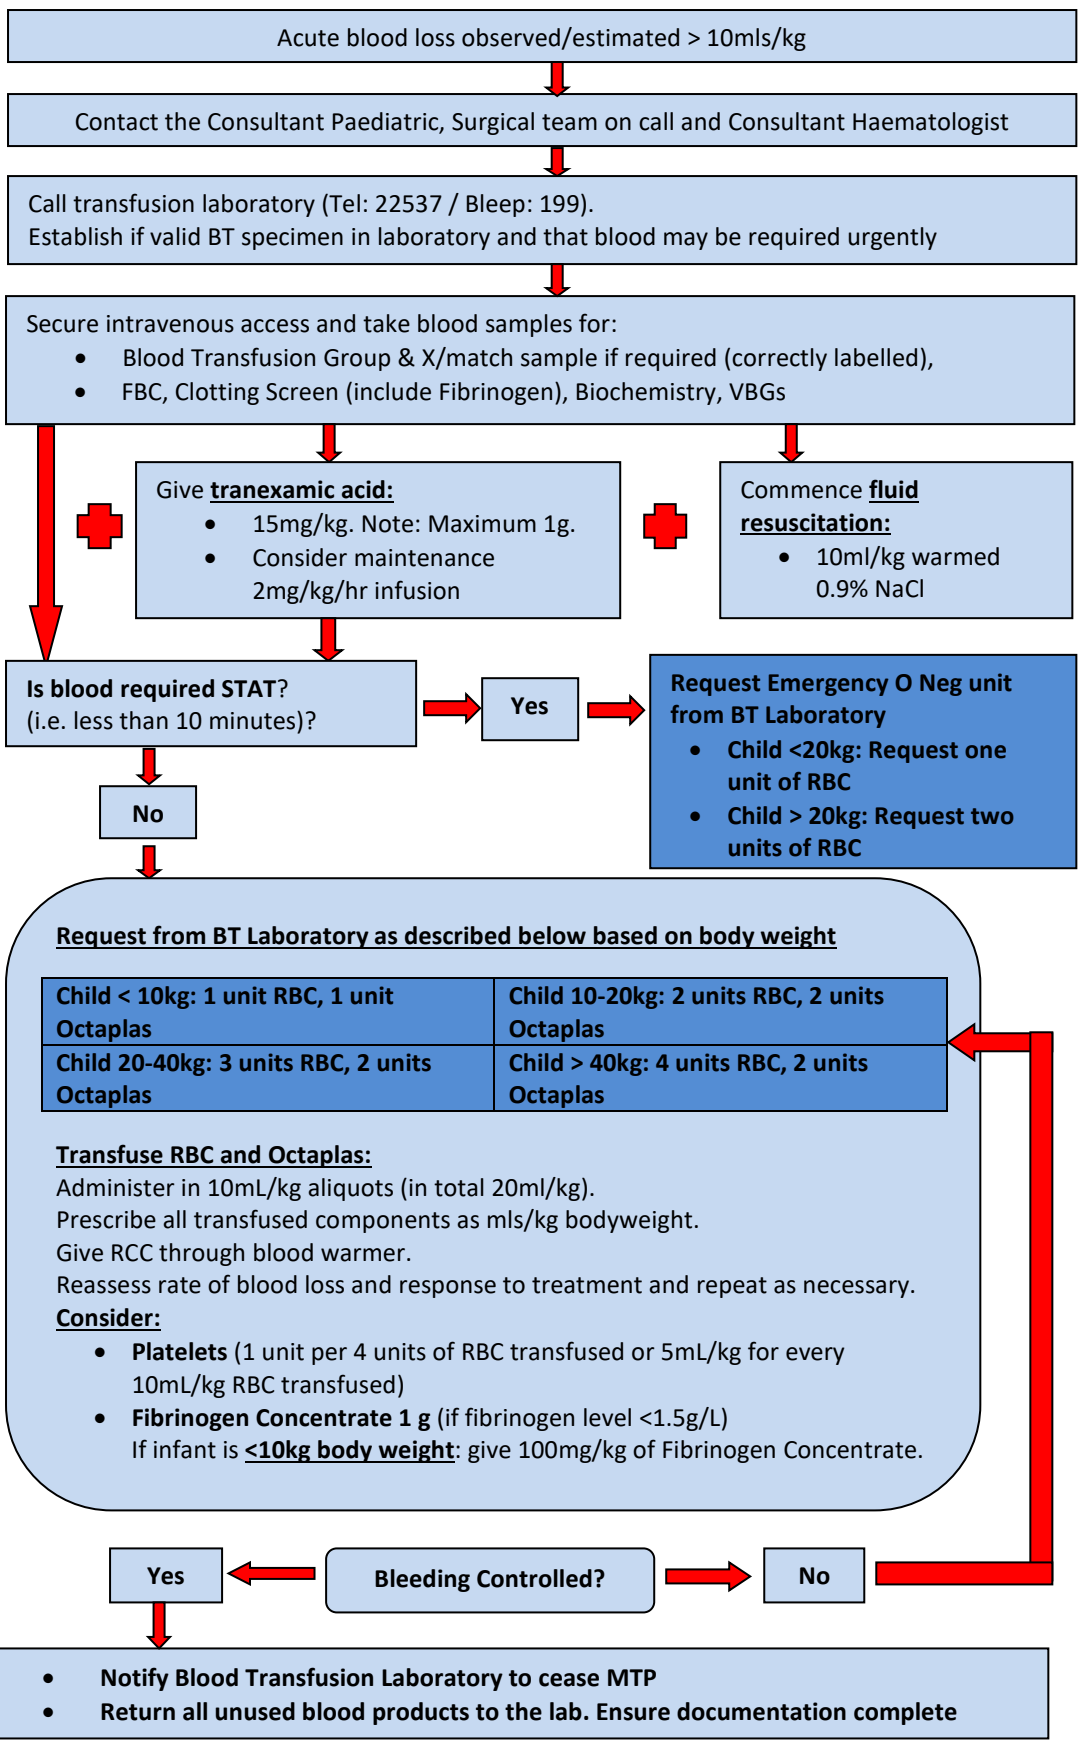 Acute blood loss observed/estimated > 10mls/kg
Contact the Consultant Paediatric, Surgical team on call and Consultant Haematologist
Call transfusion laboratory (Tel: 22537 / Bleep: 199).
Establish if valid BT specimen in laboratory and that blood may be required urgently
Secure intravenous access and take blood samples for:
• Blood Transfusion Group & X/match sample if required (correctly labelled),
• FBC, Clotting Screen (include Fibrinogen), Biochemistry, VBGs
Give tranexamic acid:
• 15mg/kg. Note: Maximum 1g.
• Consider maintenance
2mg/kg/hr infusion
Commence fluid
resuscitation:
• 10ml/kg warmed
0.9% NaCl
Is blood required STAT?
(i.e. less than 10 minutes)?
Yes
Request Emergency O Neg unit
from BT Laboratory
• Child <20kg: Request one
unit of RBC
• Child > 20kg: Request two
units of RBC
No
Request from BT Laboratory as described below based on body weight
Child < 10kg: 1 unit RBC, 1 unit
Octaplas
Child 10-20kg: 2 units RBC, 2 units
Octaplas
Child 20-40kg: 3 units RBC, 2 units
Octaplas
Child > 40kg: 4 units RBC, 2 units
Octaplas
Transfuse RBC and Octaplas:
Administer in 10mL/kg aliquots (in total 20ml/kg).
Prescribe all transfused components as mls/kg bodyweight.
Give RCC through blood warmer.
Reassess rate of blood loss and response to treatment and repeat as necessary.
Consider:
• Platelets (1 unit per 4 units of RBC transfused or 5mL/kg for every
10mL/kg RBC transfused)
• Fibrinogen Concentrate 1 g (if fibrinogen level <1.5g/L)
If infant is <10kg body weight: give 100mg/kg of Fibrinogen Concentrate.
Yes
Bleeding Controlled?
No
• Notify Blood Transfusion Laboratory to cease MTP
• Return all unused blood products to the lab. Ensure documentation complete